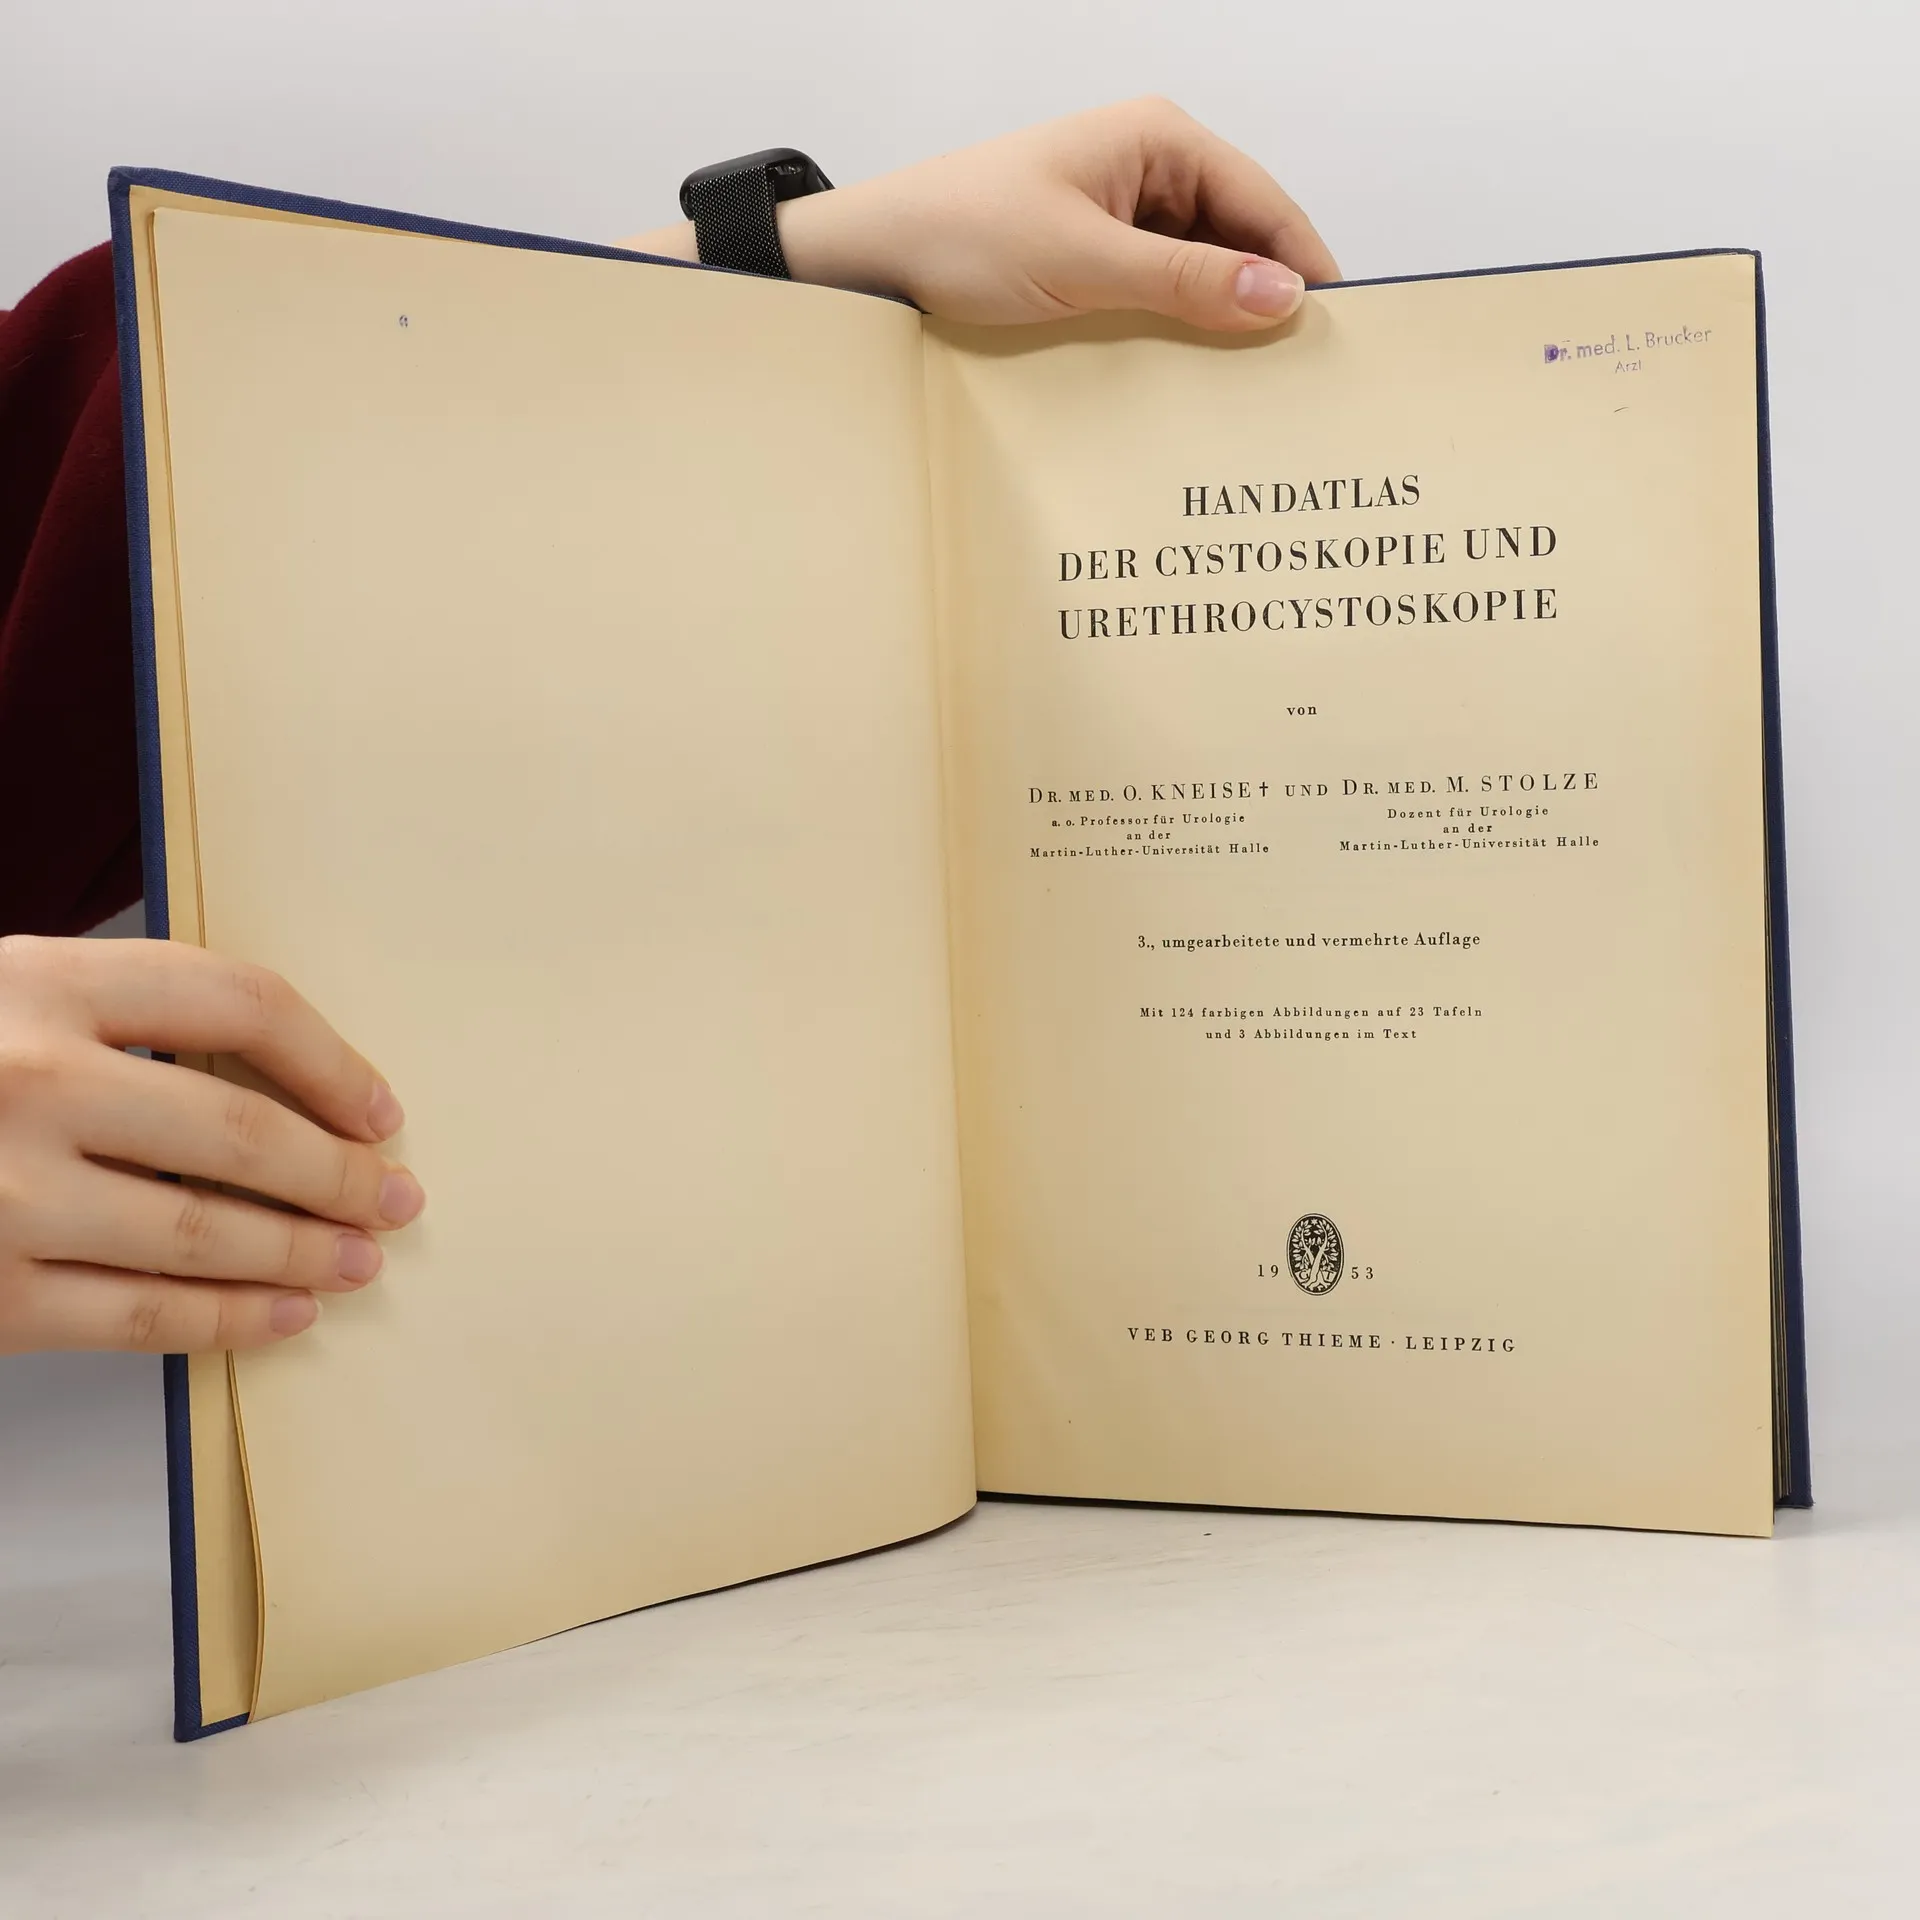 Dr. med. L. Brucker
Arzt
HANDATLAS
DER CYSTOSKOPIE UND
URETHROCYSTOSKOPIE
von
DR. MED. O. KNEISE † UND DR. MED. M. STOLZE
a. o. Professor für Urologie
an der
Martin-Luther-Universität Halle
Dozent für Urologie
an der
Martin-Luther-Universität Halle
3., umgearbeitete und vermehrte Auflage
Mit 124 farbigen Abbildungen auf 23 Tafeln
und 3 Abbildungen im Text
19 53
VEB GEORG THIEME · LEIPZIG